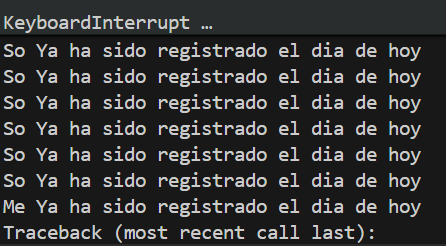 KeyboardInterrupt …
So Ya ha sido registrado el dia de hoy
So Ya ha sido registrado el dia de hoy
So Ya ha sido registrado el dia de hoy
So Ya ha sido registrado el dia de hoy
So Ya ha sido registrado el dia de hoy
So Ya ha sido registrado el dia de hoy
Me Ya ha sido registrado el dia de hoy
Traceback (most recent call last):